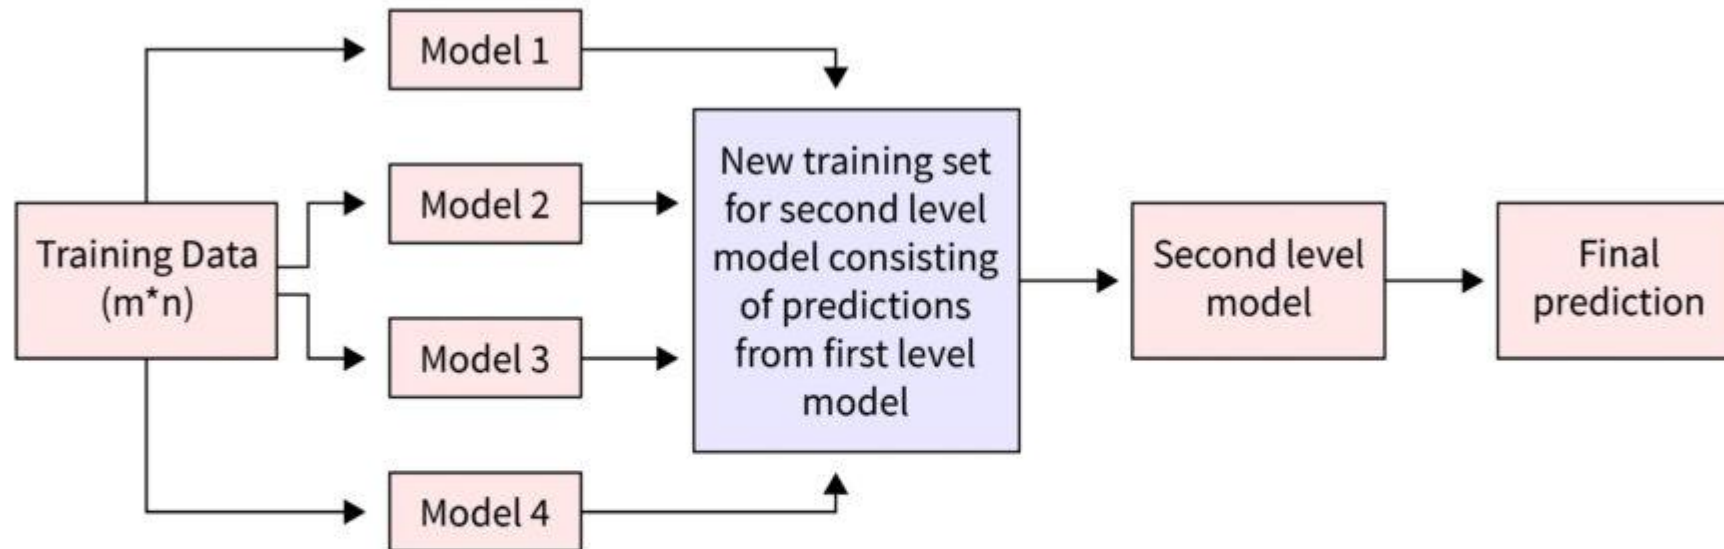 Model 1
Model 2
Model 3
Model 4
Training Data
(m*n)
New training set
for second level
model consisting
of predictions
from first level
model
Second level
model
Final
prediction